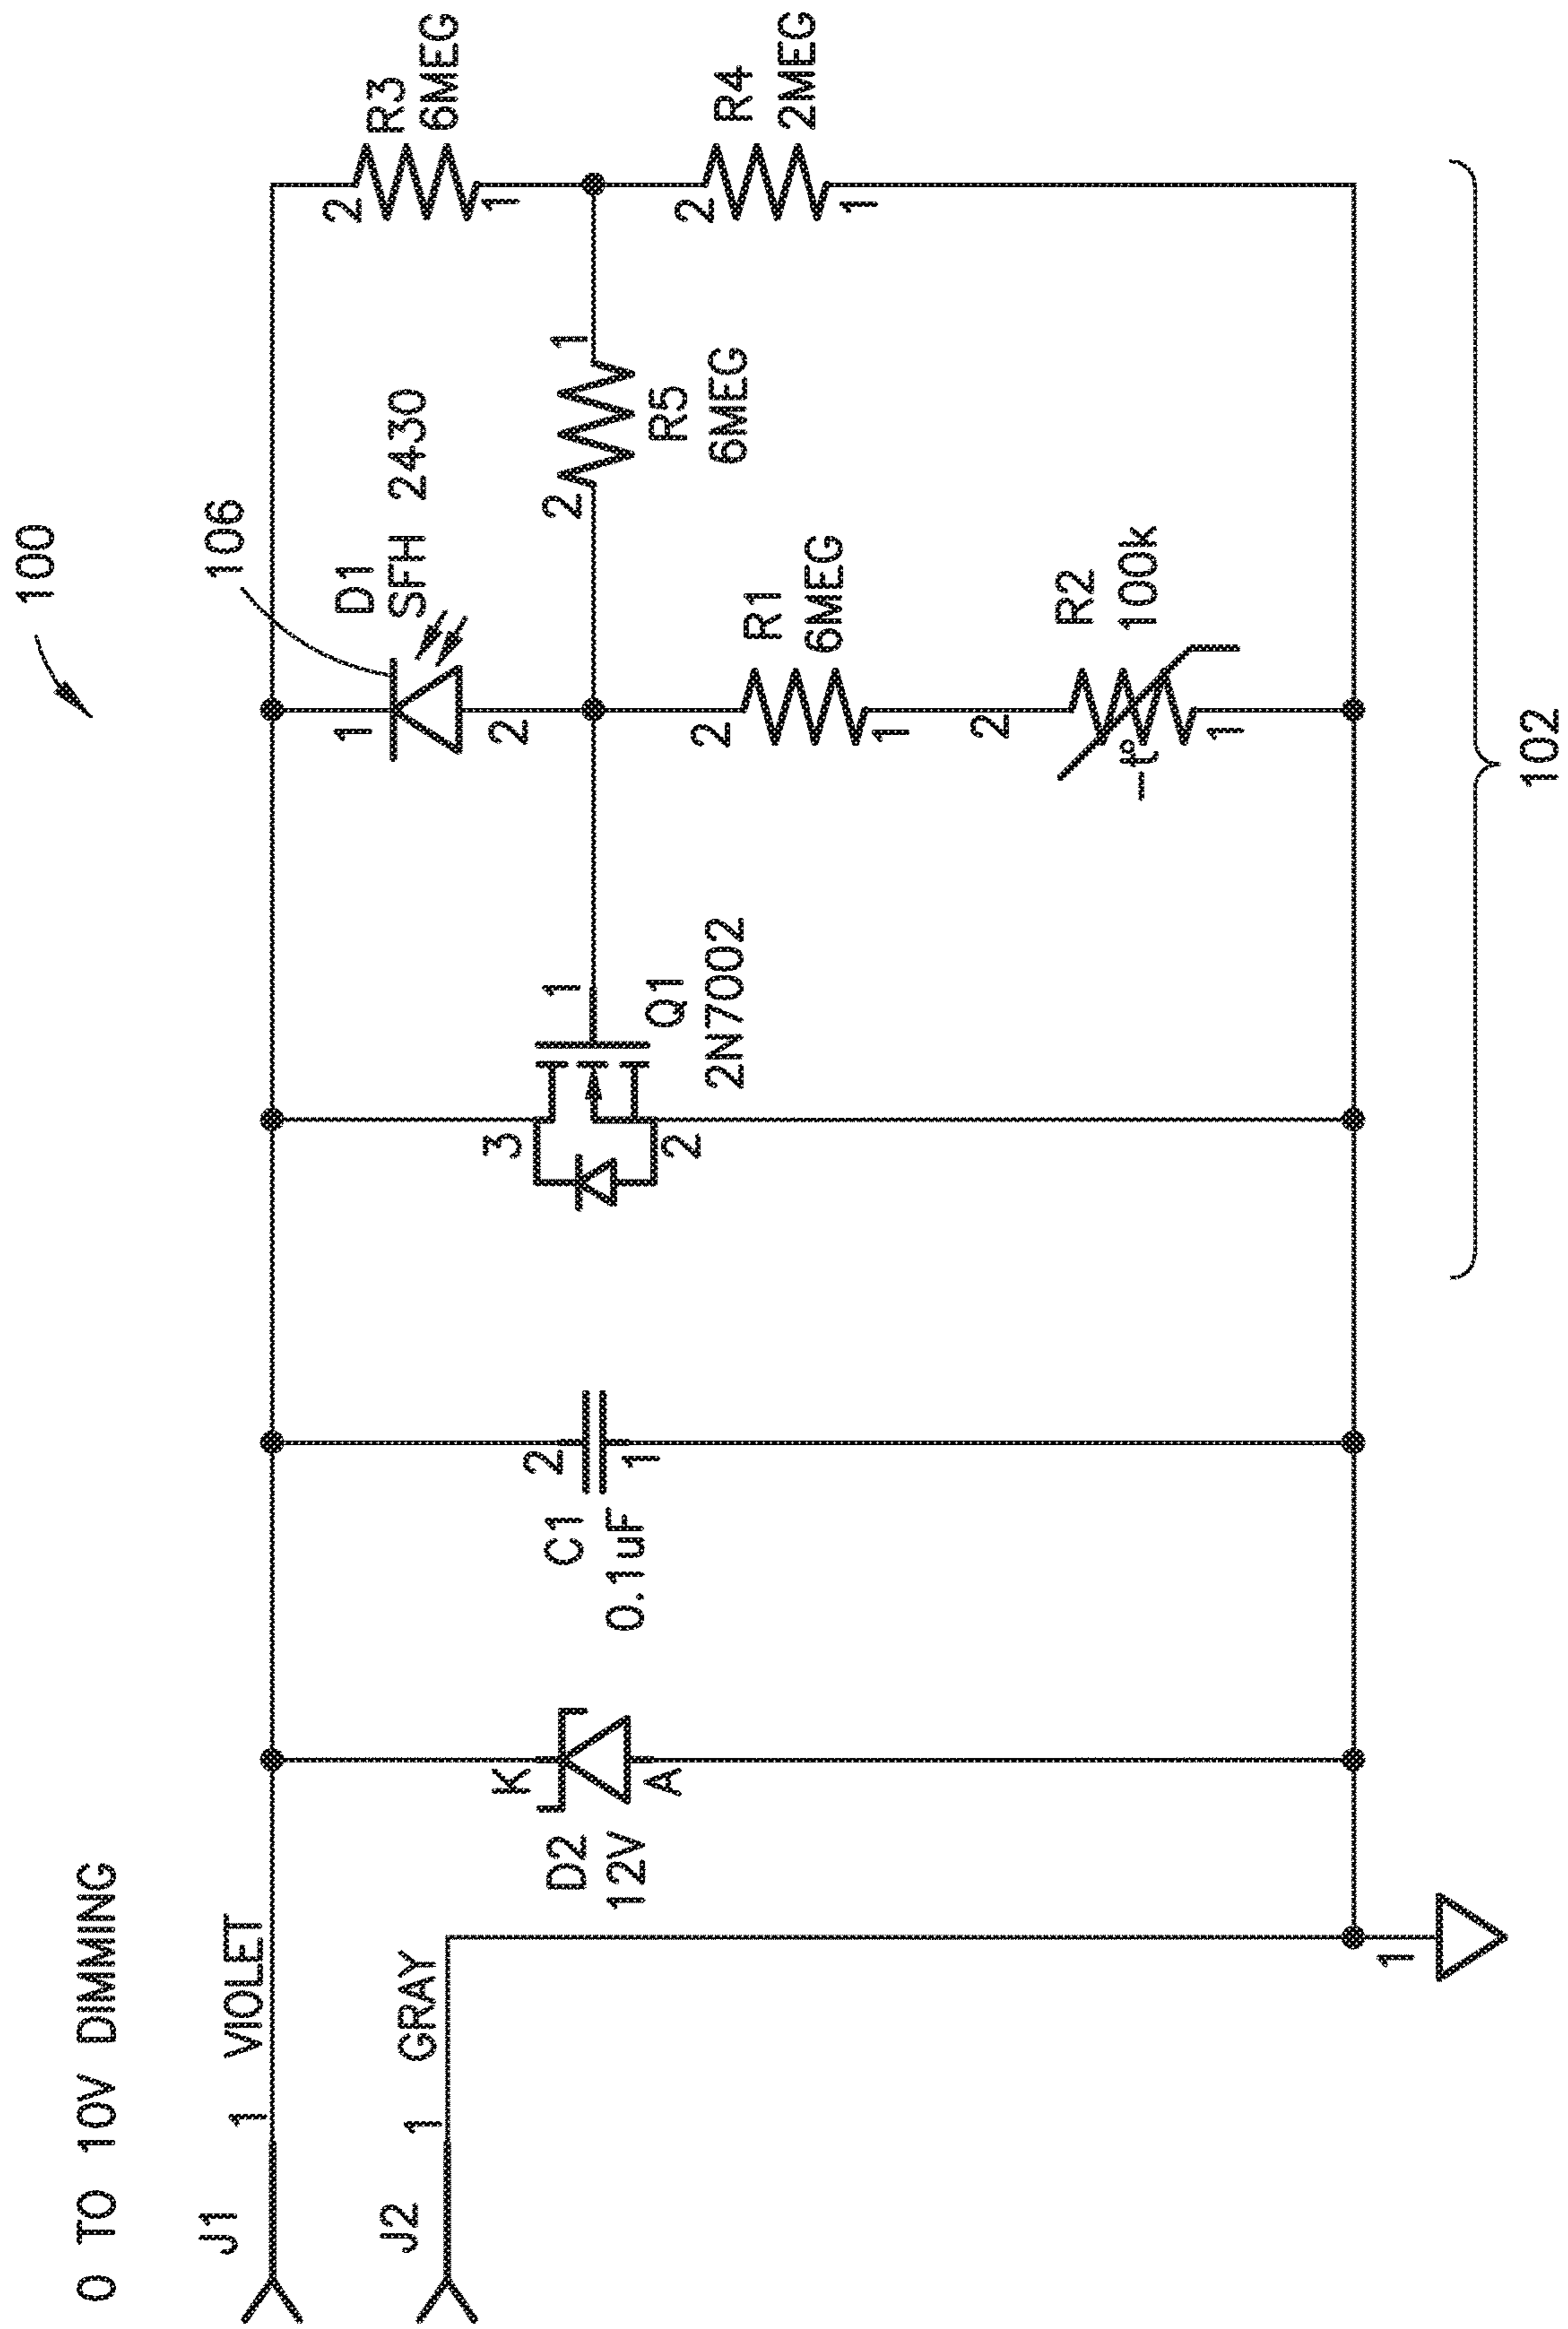 100
0 TO 10V DIMMING
J1
1
VIOLET
J2
1
GRAY
1
K
A
D2
12V
2
1
C1
0.1uF
3
2
1
Q1
2N7002
106
D1
SFH 2430
1
2
2
1
R1
6MEG
2
1
R2
100k
-t°
2
1
R5
6MEG
2
1
R3
6MEG
2
1
R4
2MEG
102